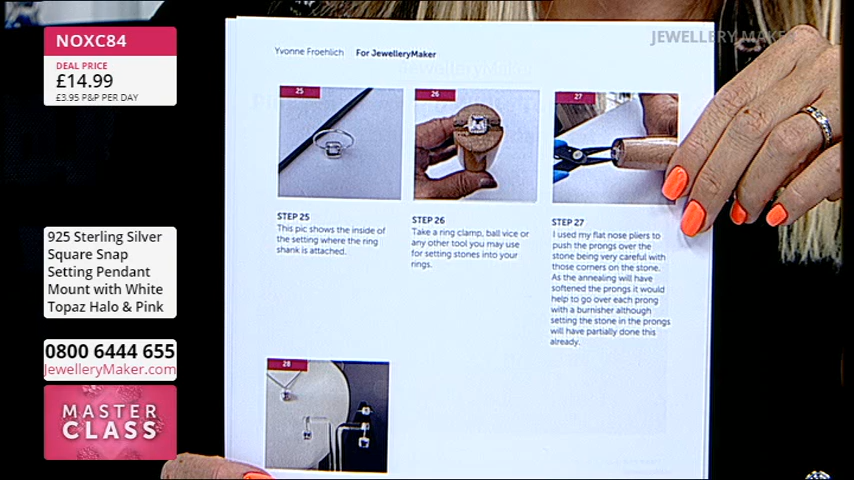 NOXC84
DEAL PRICE
£14.99
£3.95 P&P PER DAY
925 Sterling Silver
Square Snap
Setting Pendant
Mount with White
Topaz Halo & Pink
0800 6444 655
JewelleryMaker.com
MASTER
CLASS
JEWELLERY MAKER
Yvonne Froehlich For JewelleryMaker
25
26
27
STEP 25
This pic shows the inside of
the setting where the ring
shank is attached.
STEP 26
Take a ring clamp, ball vice or
any other tool you may use
for setting stones into your
rings.
STEP 27
I used my flat nose pliers to
push the prongs over the
stone being very careful with
those corners on the stone.
As the annealing will have
softened the prongs it would
help to go over each prong
with a burnisher although
setting the stone in the prongs
will have partially done this
already.
28